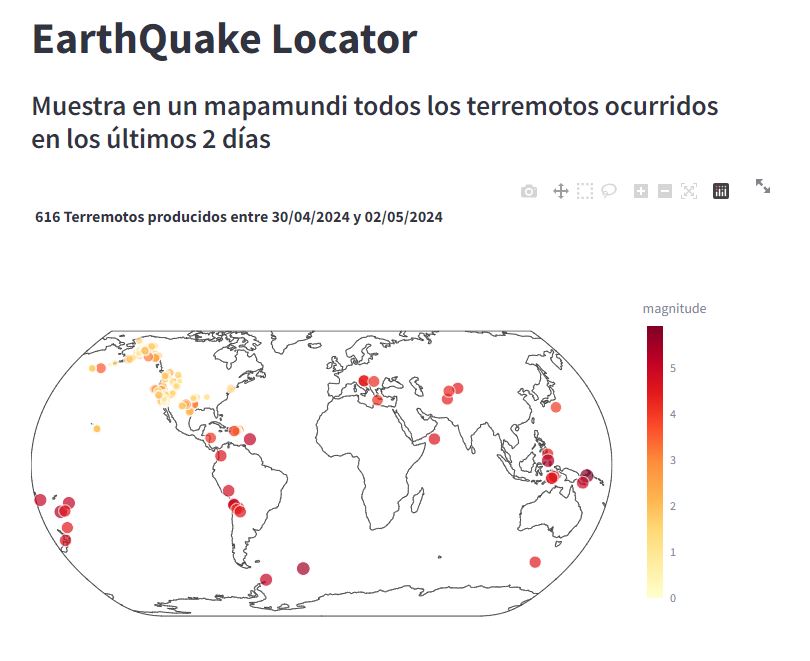 EarthQuake Locator
Muestra en un mapamundi todos los terremotos ocurridos
en los últimos 2 días
616 Terremotos producidos entre 30/04/2024 y 02/05/2024
magnitude
5
4
3
2
1
0